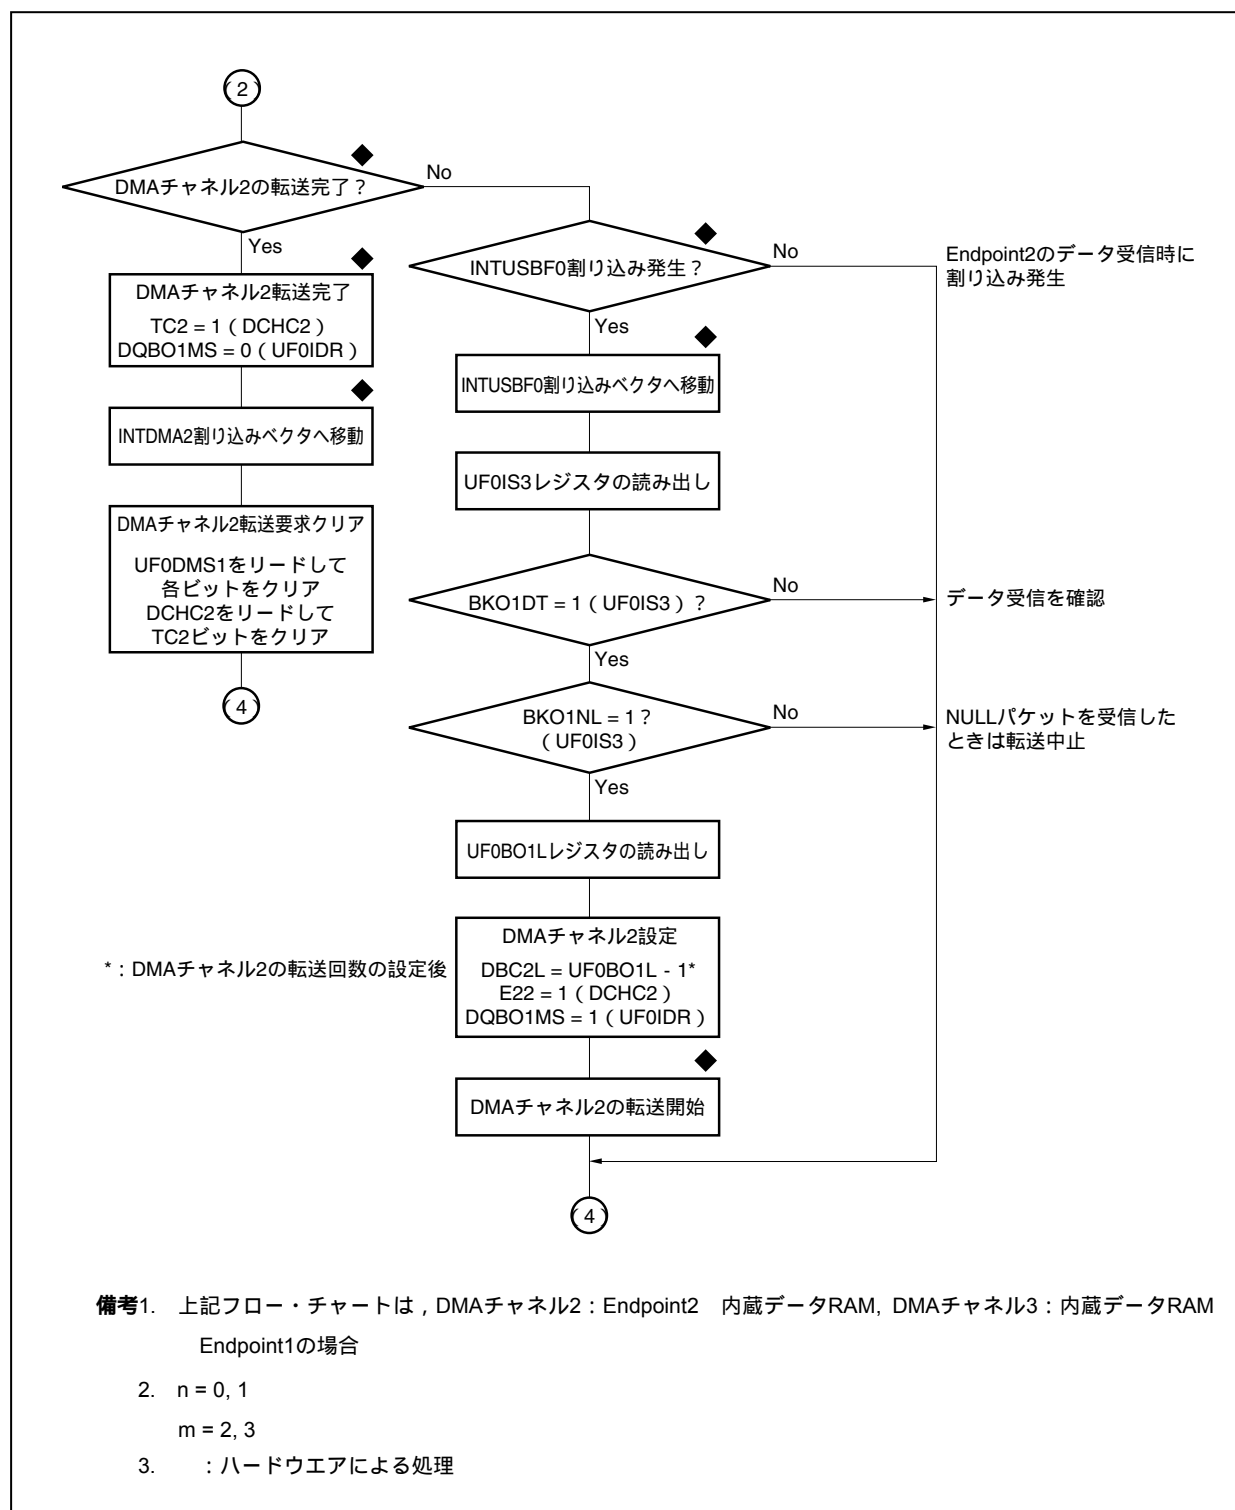 2
DMAチャネル2の転送完了？
No
Yes
DMAチャネル2転送完了
TC2 = 1（DCHC2）
DQBO1MS = 0（UF0IDR）
INTDMA2割り込みベクタへ移動
DMAチャネル2転送要求クリア
UF0DMS1をリードして
各ビットをクリア
DCHC2をリードして
TC2ビットをクリア
4
INTUSBF0割り込み発生？
No
Yes
Endpoint2のデータ受信時に
割り込み発生
INTUSBF0割り込みベクタへ移動
UF0IS3レジスタの読み出し
BKO1DT = 1（UF0IS3）？
No
Yes
データ受信を確認
BKO1NL = 1？
（UF0IS3）
No
Yes
NULLパケットを受信した
ときは転送中止
UF0BO1Lレジスタの読み出し
*：DMAチャネル2の転送回数の設定後
DMAチャネル2設定
DBC2L = UF0BO1L - 1*
E22 = 1（DCHC2）
DQBO1MS = 1（UF0IDR）
DMAチャネル2の転送開始
4
備考1. 上記フロー・チャートは，DMAチャネル2：Endpoint2　内蔵データRAM, DMAチャネル3：内蔵データRAM
Endpoint1の場合
2. n = 0, 1
m = 2, 3
3. ：ハードウエアによる処理